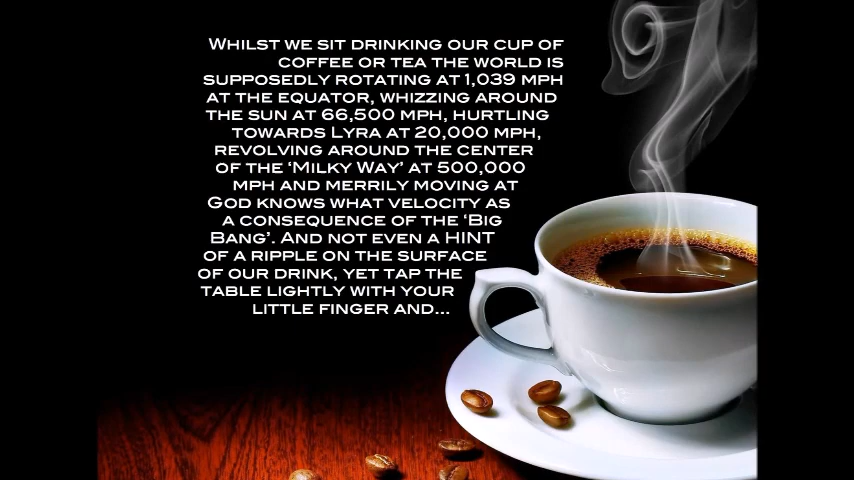 Whilst we sit drinking our cup of
coffee or tea the world is
supposedly rotating at 1,039 mph
at the equator, whizzing around
the sun at 66,500 mph, hurtling
towards Lyra at 20,000 mph,
revolving around the center
of the ‘Milky Way’ at 500,000
mph and merrily moving at
God knows what velocity as
a consequence of the ‘Big
Bang’. And not even a HINT
of a ripple on the surface
of our drink, yet tap the
table lightly with your
little finger and...